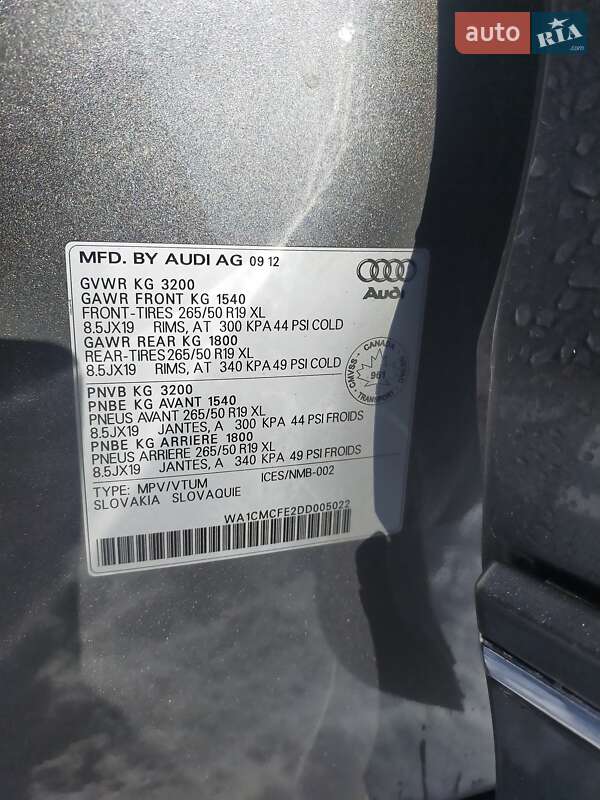 auto RIA .com
MFD. BY AUDI AG 09 12
Audi
GVWR KG 3200
GAWR FRONT KG 1540
FRONT-TIRES 265/50 R19 XL
8.5JX19 RIMS, AT 300 KPA 44 PSI COLD
GAWR REAR KG 1800
REAR-TIRES 265/50 R19 XL
8.5JX19 RIMS, AT 340 KPA 49 PSI COLD
CANADA
CMVSS
961
TRANSPORT
PNVB KG 3200
PNBE KG AVANT 1540
PNEUS AVANT 265/50 R19 XL
8.5JX19 JANTES, A 300 KPA 44 PSI FROIDS
PNBE KG ARRIERE 1800
PNEUS ARRIERE 265/50 R19 XL
8.5JX19 JANTES, A 340 KPA 49 PSI FROIDS
TYPE: MPV/VTUM ICES/NMB-002
SLOVAKIA SLOVAQUIE
WA1CMCFE2DD005022